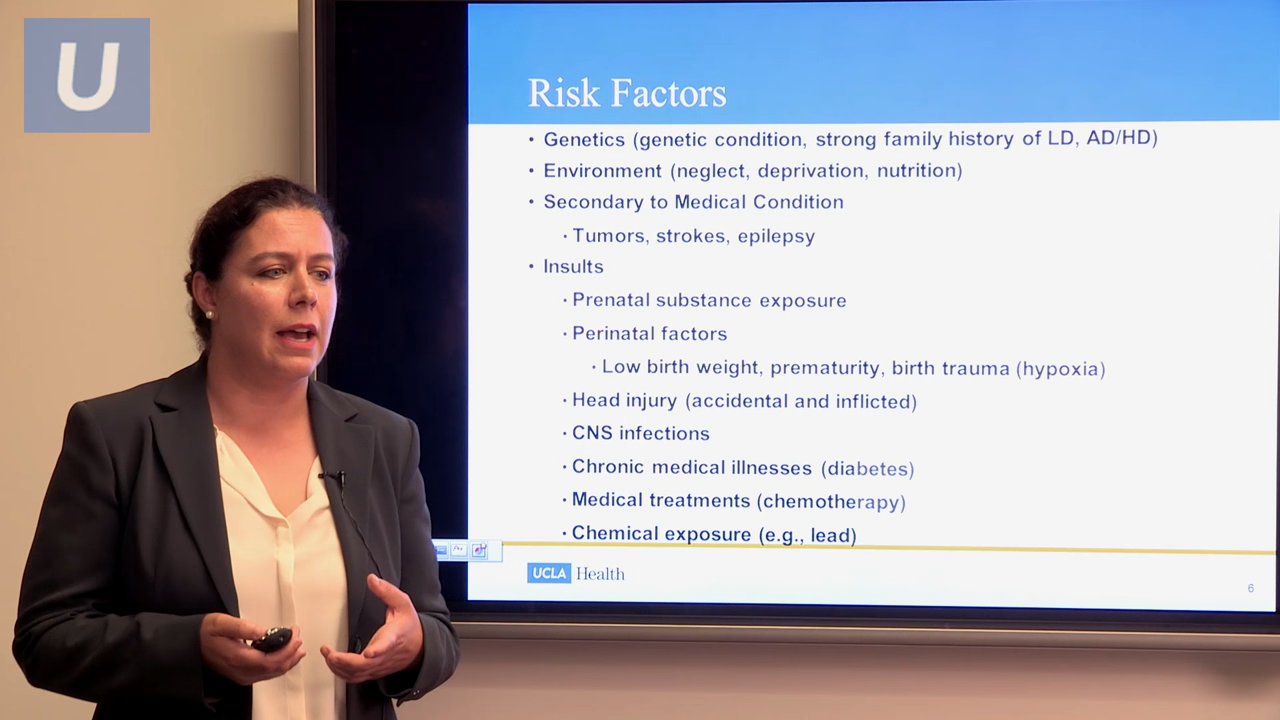 U
Risk Factors
• Genetics (genetic condition, strong family history of LD, AD/HD)
• Environment (neglect, deprivation, nutrition)
• Secondary to Medical Condition
• Tumors, strokes, epilepsy
• Insults
• Prenatal substance exposure
• Perinatal factors
• Low birth weight, prematurity, birth trauma (hypoxia)
• Head injury (accidental and inflicted)
• CNS infections
• Chronic medical illnesses (diabetes)
• Medical treatments (chemotherapy)
• Chemical exposure (e.g., lead)
UCLA Health
6